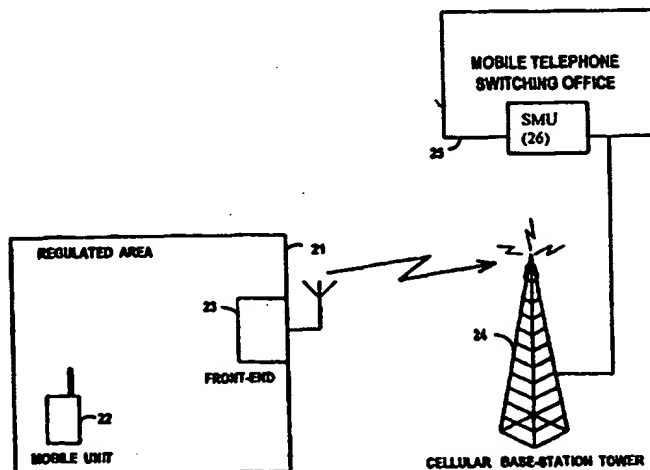 MOBILE TELEPHONE
SWITCHING OFFICE
SMU
(26)
25
REGULATED AREA
21
23
FRONT-END
22
MOBILE UNIT
24
CELLULAR BASE-STATION TOWER